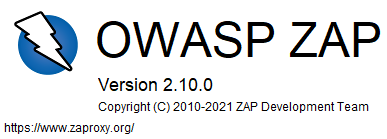 OWASP ZAP
Version 2.10.0
Copyright (C) 2010-2021 ZAP Development Team
https://www.zaproxy.org/